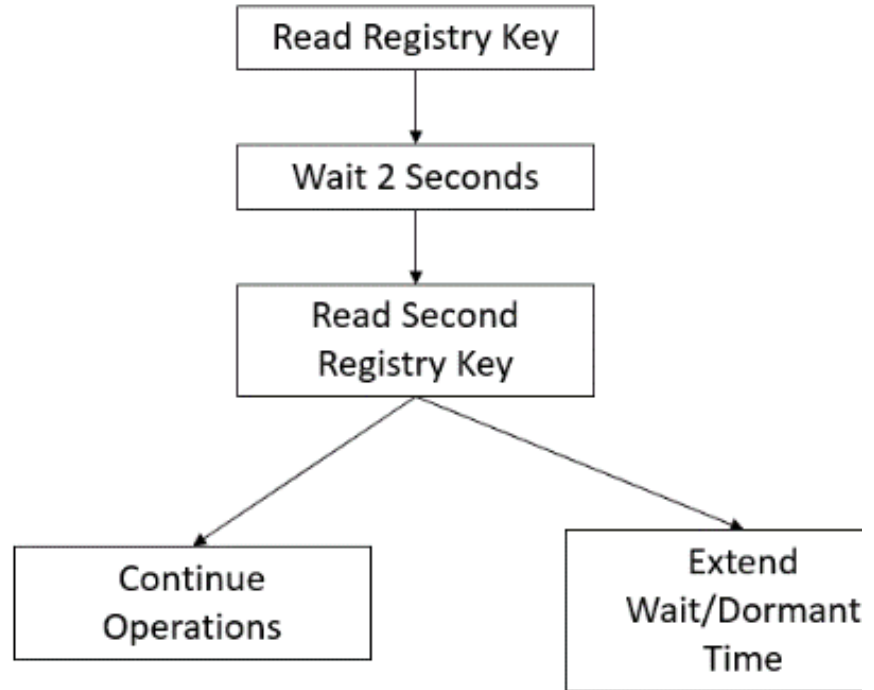 Read Registry Key
Wait 2 Seconds
Read Second
Registry Key
Continue
Operations
Extend
Wait/Dormant
Time